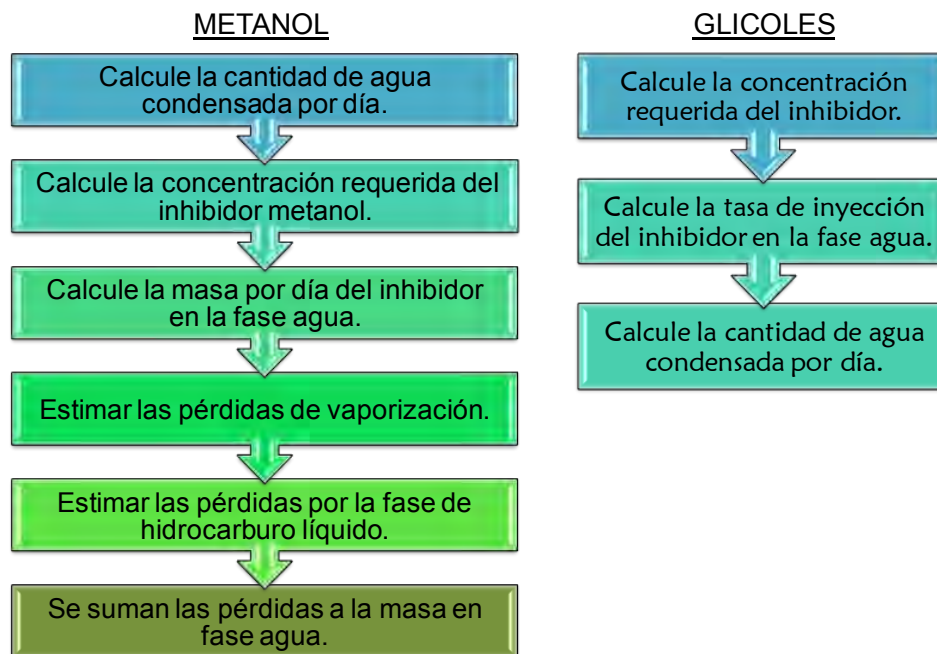 METANOL
Calcule la cantidad de agua
condensada por día.
Calcule la concentración requerida del
inhibidor metanol.
Calcule la masa por día del inhibidor
en la fase agua.
Estimar las pérdidas de vaporización.
Estimar las pérdidas por la fase de
hidrocarburo líquido.
Se suman las pérdidas a la masa en
fase agua.
GLICOLES
Calcule la concentración
requerida del inhibidor.
Calcule la tasa de inyección
del inhibidor en la fase agua.
Calcule la cantidad de agua
condensada por día.